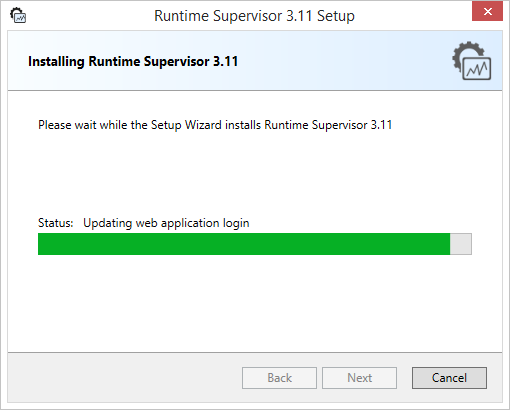 Runtime Supervisor 3.11 Setup
Installing Runtime Supervisor 3.11
Please wait while the Setup Wizard installs Runtime Supervisor 3.11
Status: Updating web application login
Back Next Cancel